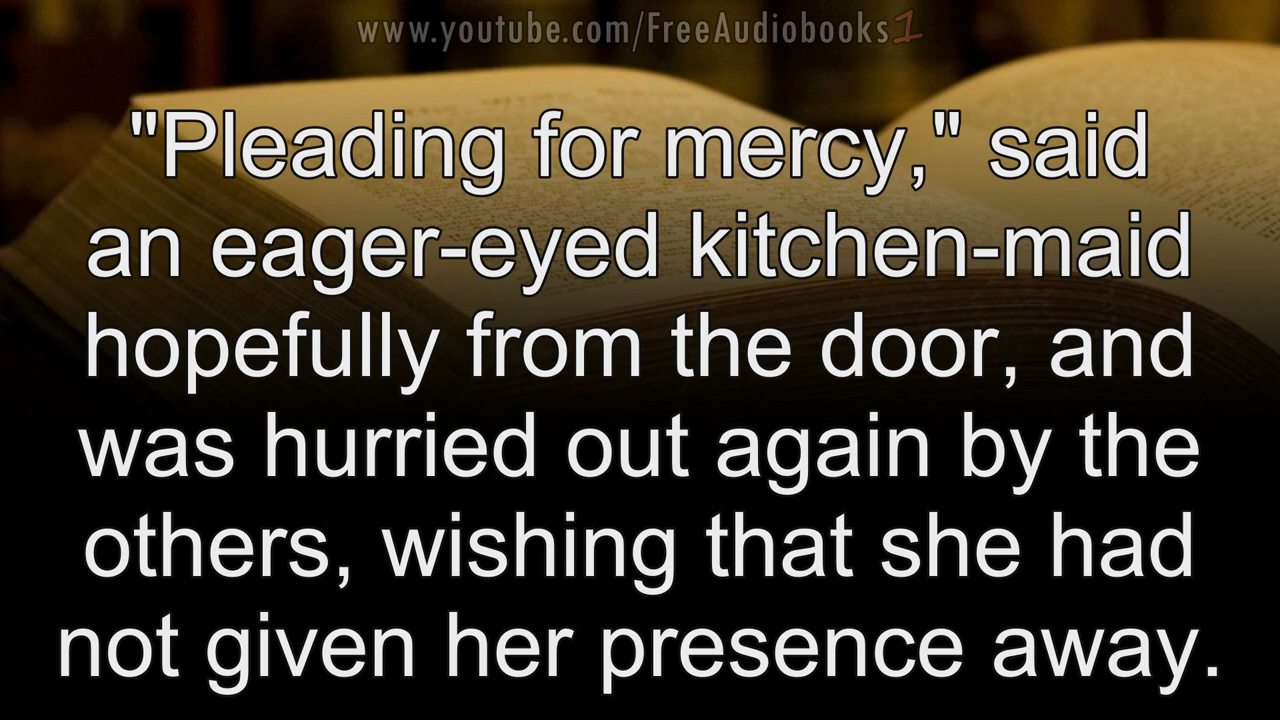 www.youtube.com/FreeAudiobooks1
"Pleading for mercy," said
an eager-eyed kitchen-maid
hopefully from the door, and
was hurried out again by the
others, wishing that she had
not given her presence away.